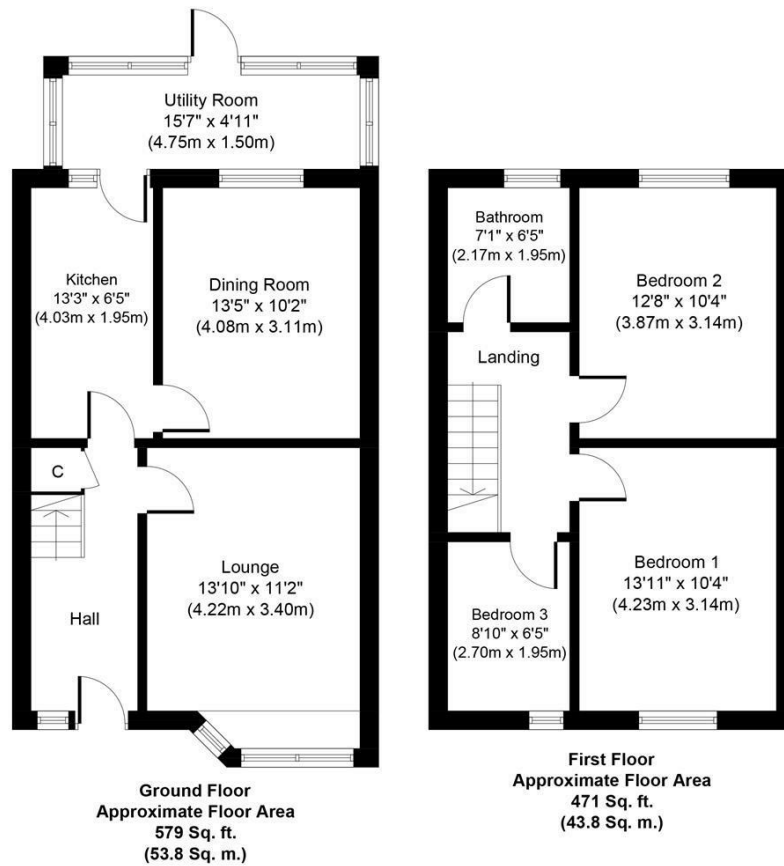 Utility Room
15'7" x 4'11"
(4.75m x 1.50m)
Kitchen
13'3" x 6'5"
(4.03m x 1.95m)
Dining Room
13'5" x 10'2"
(4.08m x 3.11m)
C
Lounge
13'10" x 11'2"
(4.22m x 3.40m)
Hall
Ground Floor
Approximate Floor Area
579 Sq. ft.
(53.8 Sq. m.)
Bathroom
7'1" x 6'5"
(2.17m x 1.95m)
Bedroom 2
12'8" x 10'4"
(3.87m x 3.14m)
Landing
Bedroom 1
13'11" x 10'4"
(4.23m x 3.14m)
Bedroom 3
8'10" x 6'5"
(2.70m x 1.95m)
First Floor
Approximate Floor Area
471 Sq. ft.
(43.8 Sq. m.)